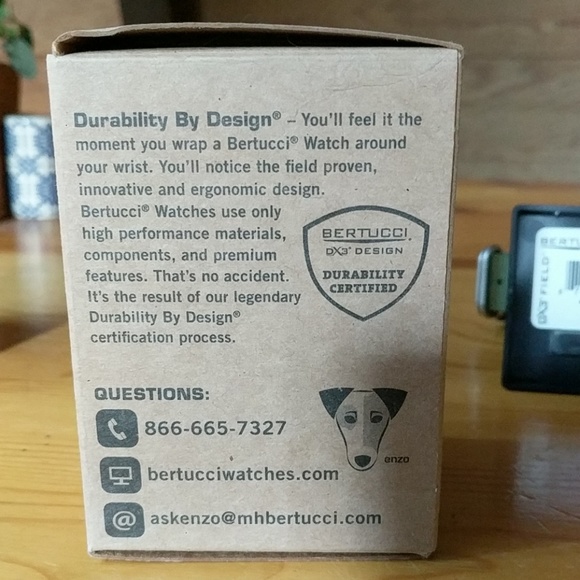 Durability By Design® – You'll feel it the
moment you wrap a Bertucci® Watch around
your wrist. You'll notice the field proven,
innovative and ergonomic design.
Bertucci® Watches use only
high performance materials,
components, and premium
features. That's no accident.
It's the result of our legendary
Durability By Design®
certification process.
BERTUCCI®
DX3® DESIGN
DURABILITY
CERTIFIED
QUESTIONS:
866-665-7327
bertucciwatches.com
@ askenzo@mhbertucci.com
enzo
BERTU
DX3 FIELD